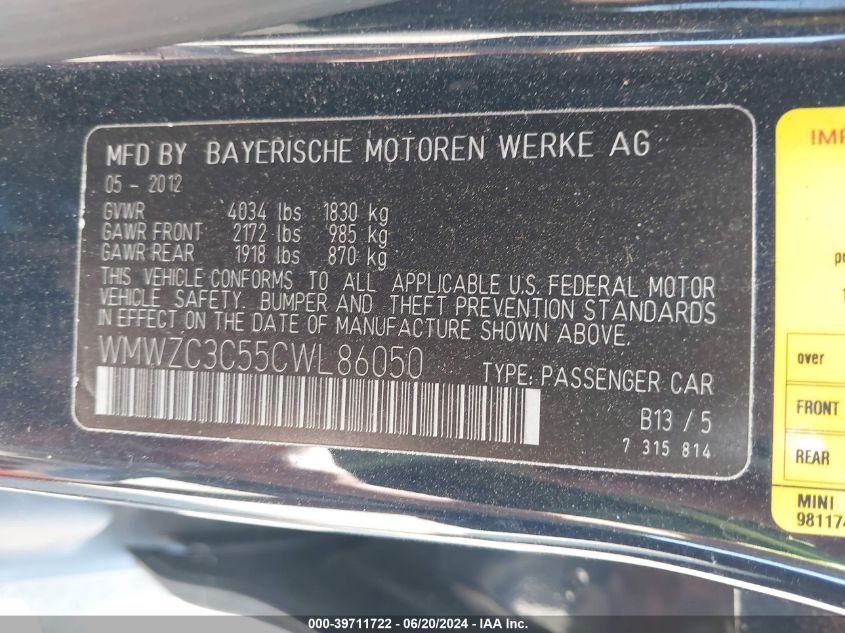 MFD BY BAYERISCHE MOTOREN WERKE AG
05 - 2012
GVWR 4034 lbs 1830 kg
GAWR FRONT 2172 lbs 985 kg
GAWR REAR 1918 lbs 870 kg
THIS VEHICLE CONFORMS TO ALL APPLICABLE U.S. FEDERAL MOTOR
VEHICLE SAFETY, BUMPER AND THEFT PREVENTION STANDARDS
IN EFFECT ON THE DATE OF MANUFACTURE SHOWN ABOVE.
WMWZC3C55CWL86050 TYPE: PASSENGER CAR
B13 / 5
7 315 814
over
FRONT
REAR
MINI
000-39711722 - 06/20/2024 - IAA Inc.